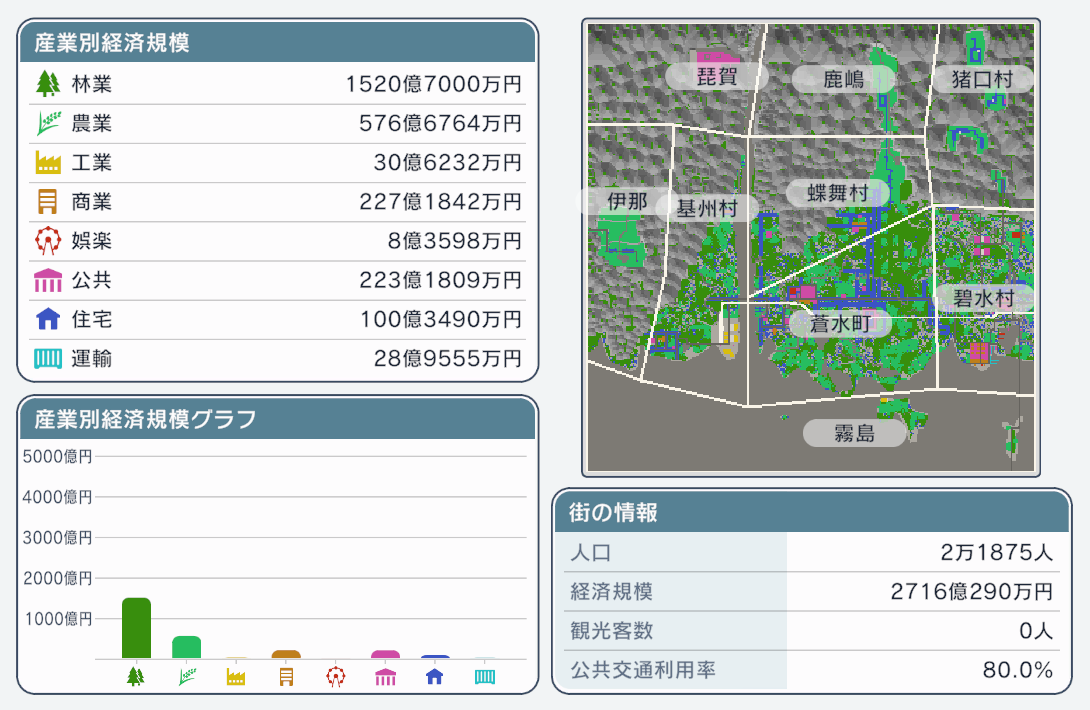 産業別経済規模
林業 1520億7000万円
農業 576億6764万円
工業 30億6232万円
商業 227億1842万円
娯楽 8億3598万円
公共 223億1809万円
住宅 100億3490万円
運輸 28億9555万円
産業別経済規模グラフ
5000億円
4000億円
3000億円
2000億円
1000億円
琵賀 鹿嶋 猪口村
伊那 基州村 蝶舞村
碧水村
蒼水町
霧島
街の情報
人口 2万1875人
経済規模 2716億290万円
観光客数 0人
公共交通利用率 80.0%